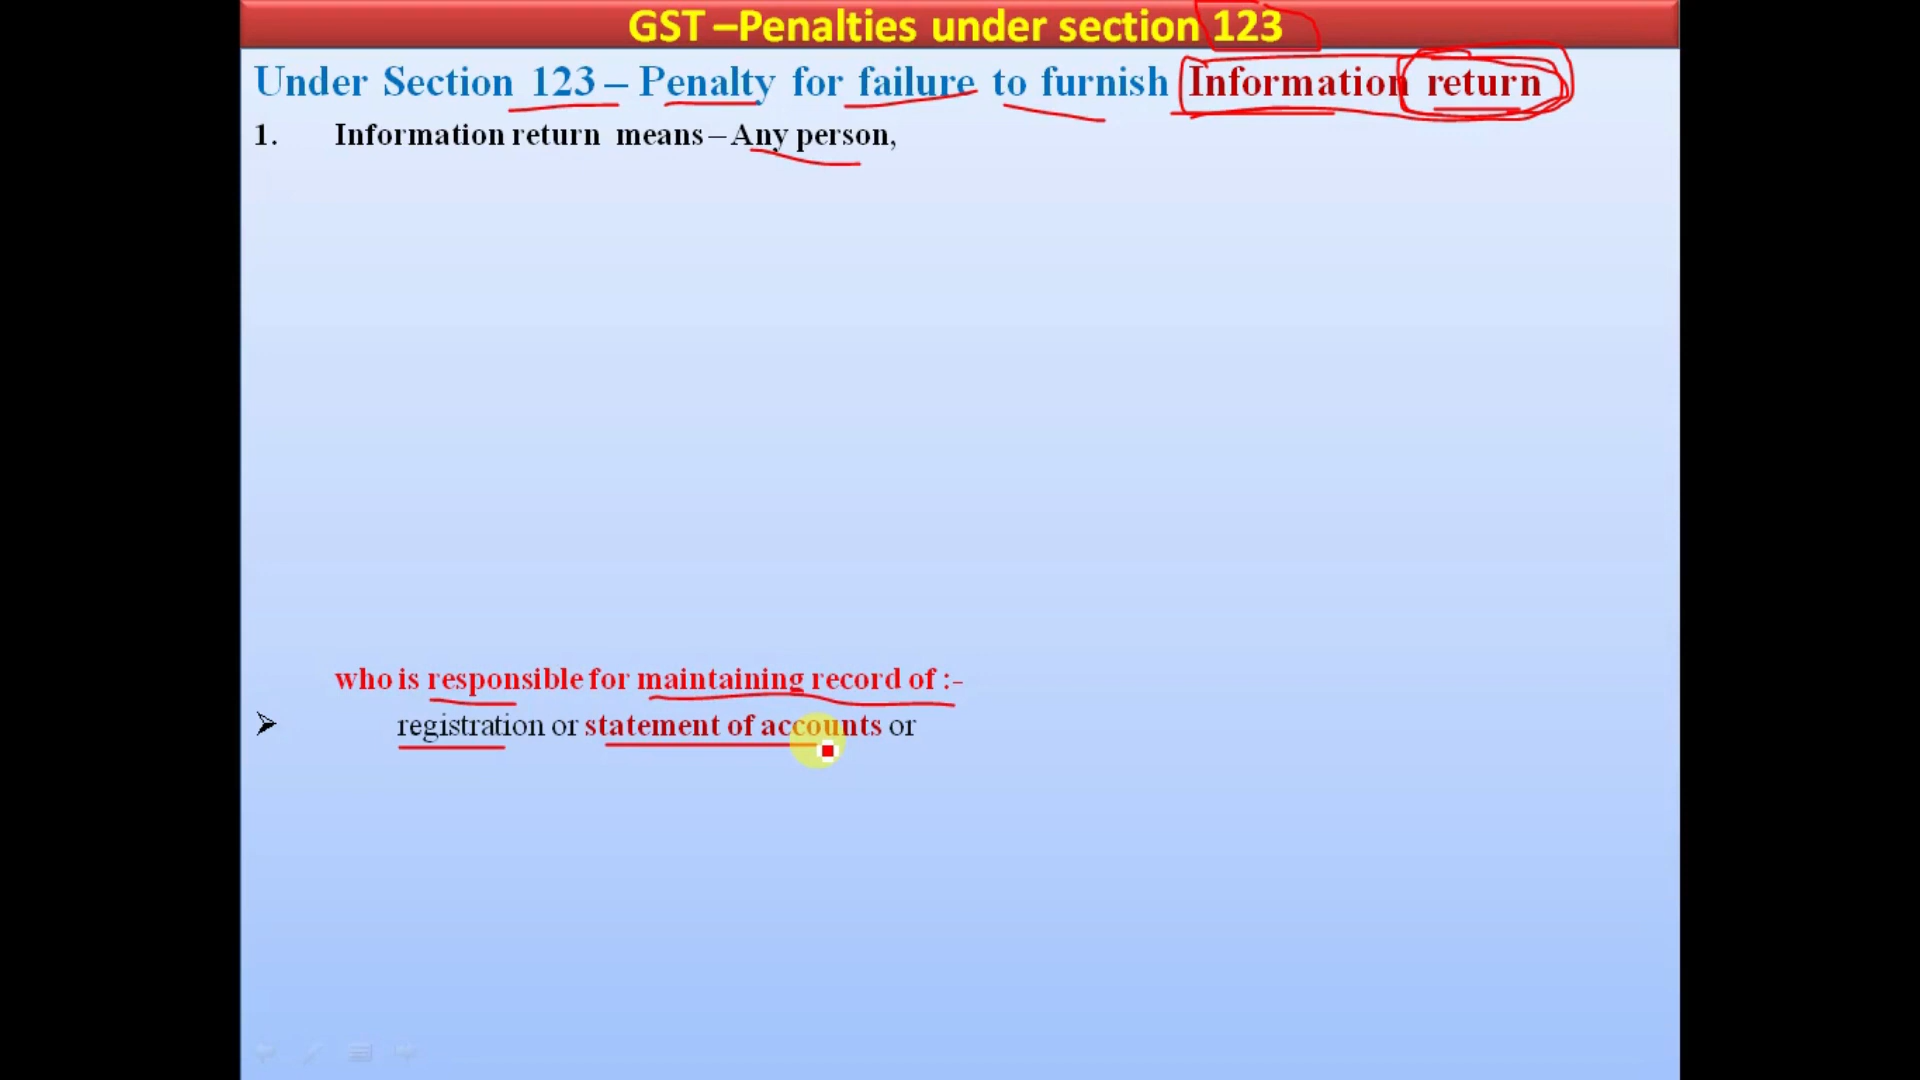 GST –Penalties under section 123
Under Section 123 – Penalty for failure to furnish Information return
1. Information return means – Any person,
who is responsible for maintaining record of :-
registration or statement of accounts or